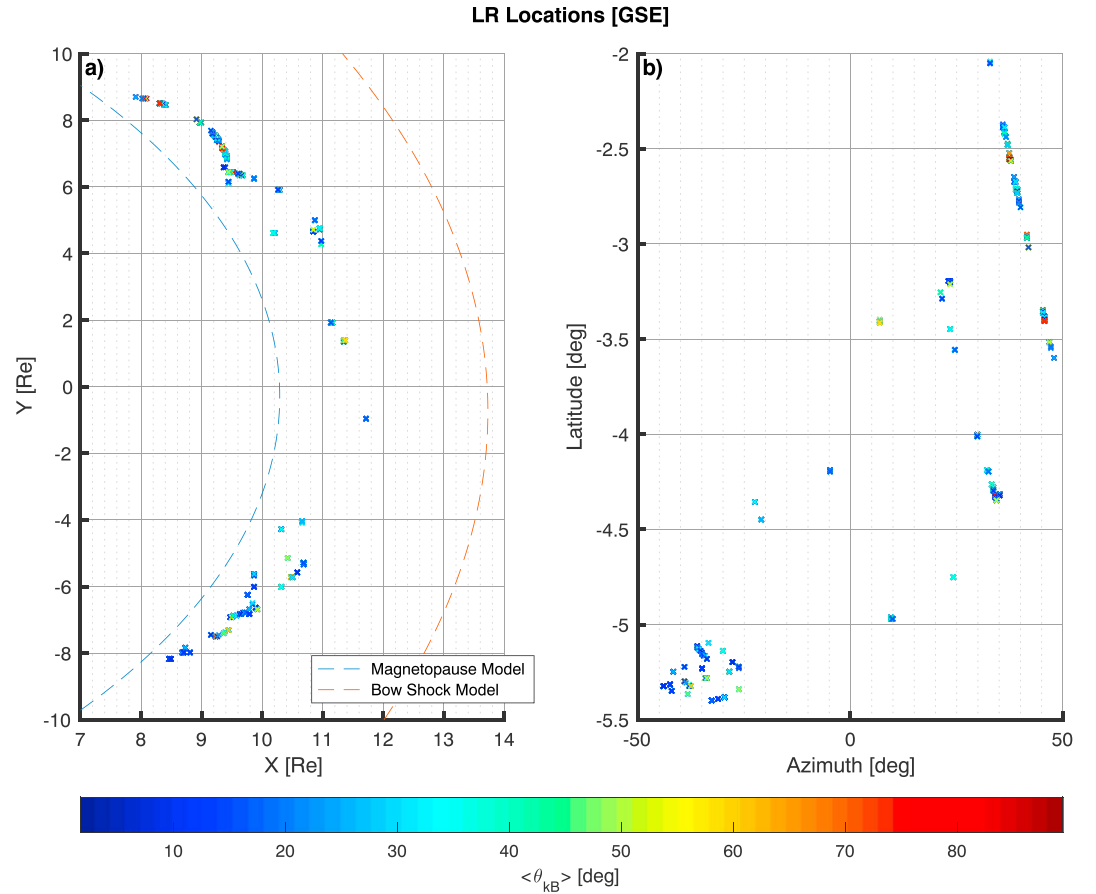 LR Locations [GSE]
a)
10
8
6
4
2
0
-2
-4
-6
-8
-10
Y [Re]
7 8 9 10 11 12 13 14
X [Re]
Magnetopause Model
Bow Shock Model
b)
-2
-2.5
-3
-3.5
-4
-4.5
-5
-5.5
Latitude [deg]
-50 0 50
Azimuth [deg]
10 20 30 40 50 60 70 80
<θkB> [deg]